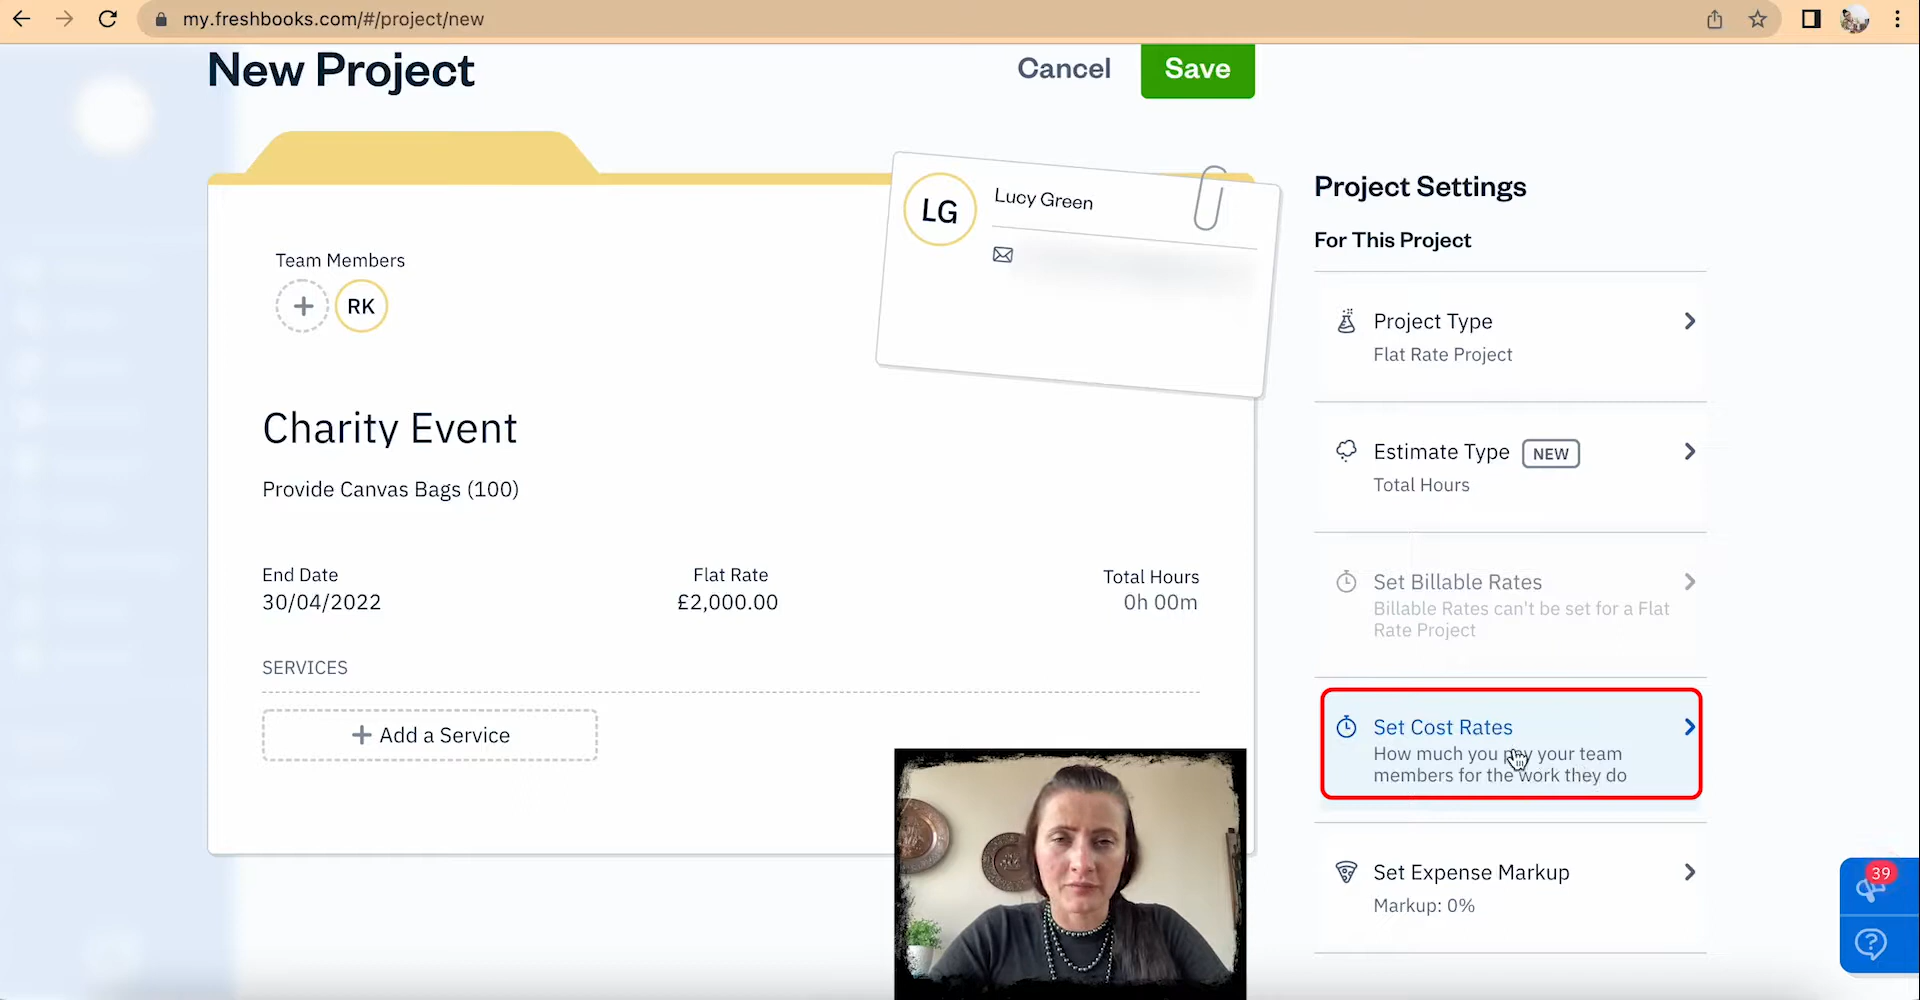 my.freshbooks.com/#/project/new
New Project
Cancel
Save
LG
Lucy Green
Team Members
RK
Charity Event
Provide Canvas Bags (100)
End Date
30/04/2022
Flat Rate
£2,000.00
Total Hours
0h 00m
SERVICES
+ Add a Service
Project Settings
For This Project
Project Type
Flat Rate Project
Estimate Type NEW
Total Hours
Set Billable Rates
Billable Rates can't be set for a Flat
Rate Project
Set Cost Rates
How much you pay your team
members for the work they do
Set Expense Markup
Markup: 0%
39